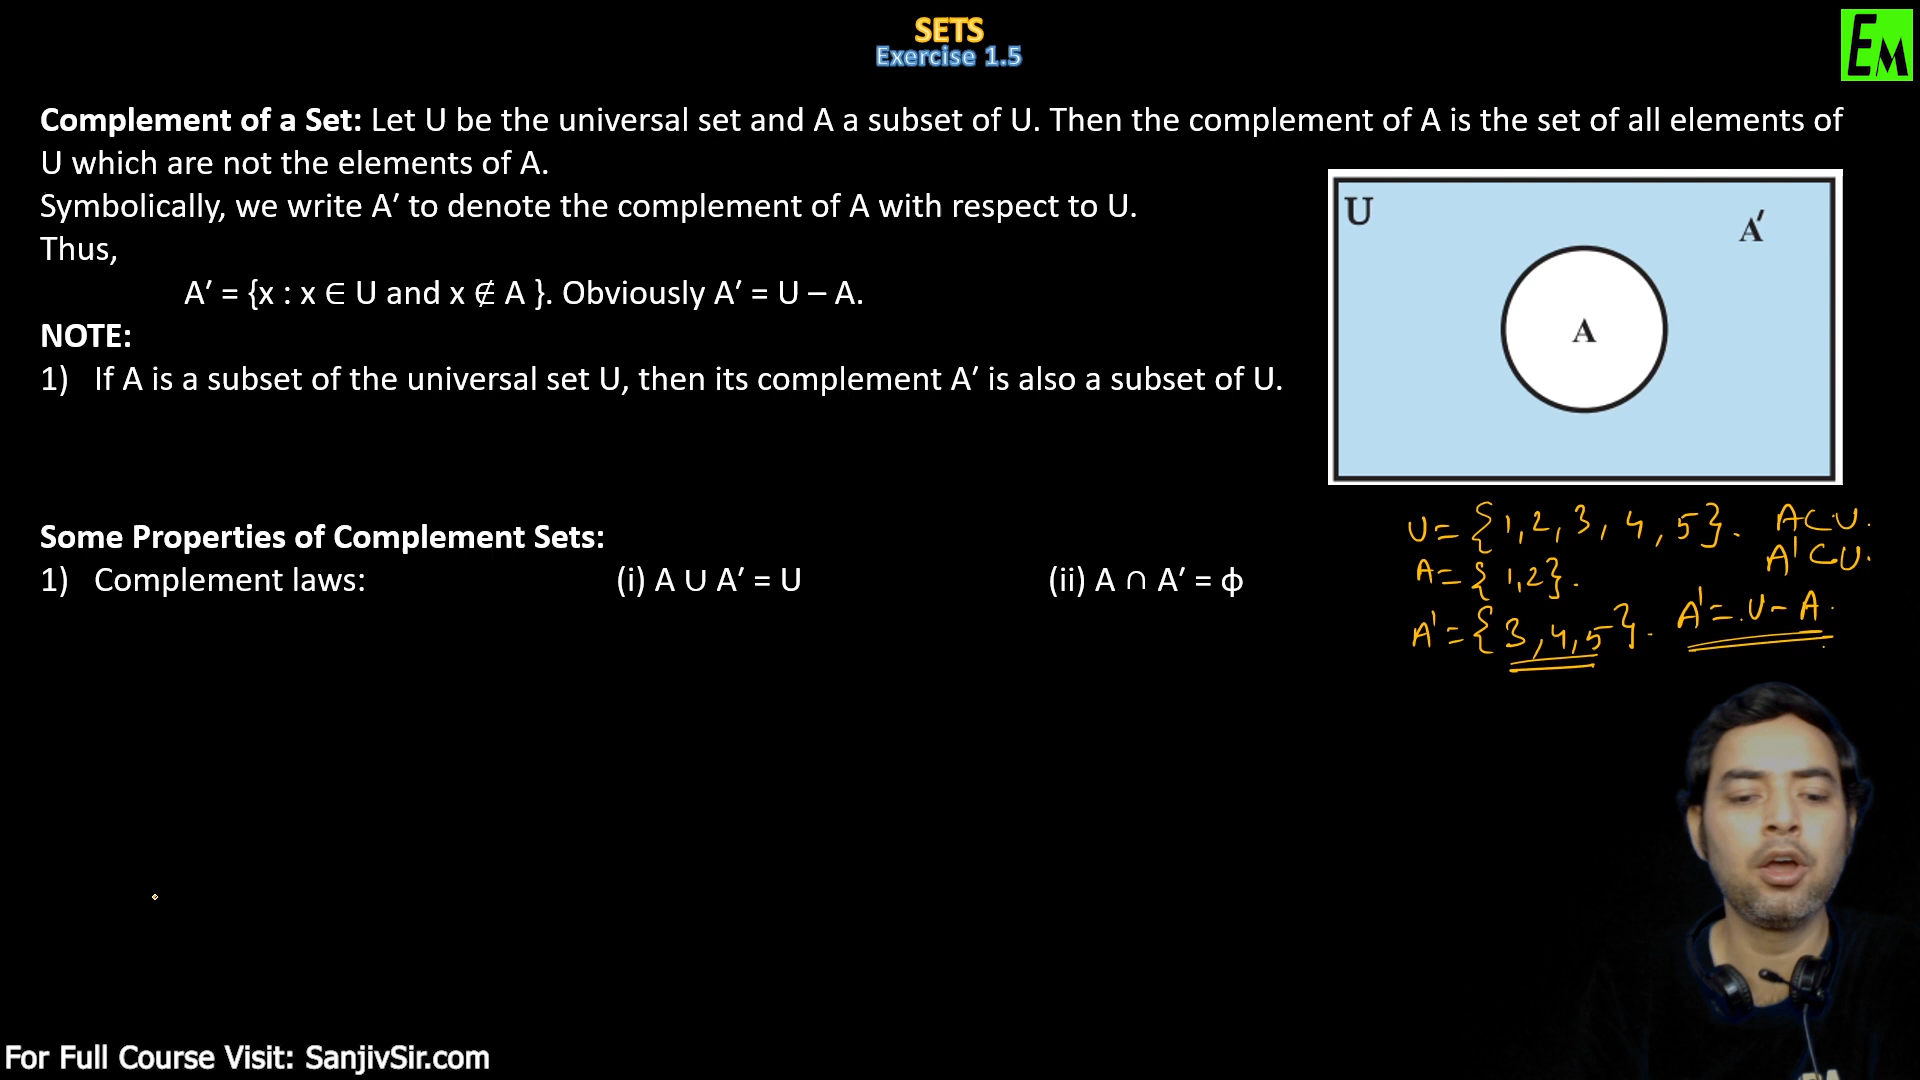 SETS
Exercise 1.5
EM
Complement of a Set: Let U be the universal set and A a subset of U. Then the complement of A is the set of all elements of
U which are not the elements of A.
Symbolically, we write A′ to denote the complement of A with respect to U.
Thus,
A′ = {x : x ∈ U and x ∉ A }. Obviously A′ = U – A.
NOTE:
1) If A is a subset of the universal set U, then its complement A′ is also a subset of U.
U
A′
A
Some Properties of Complement Sets:
1) Complement laws: (i) A ∪ A′ = U (ii) A ∩ A′ = ϕ
U = {1, 2, 3, 4, 5}. A ⊂ U.
A' ⊂ U.
A = {1,2}.
A' = {3,4,5}. A' = U - A.
For Full Course Visit: SanjivSir.com